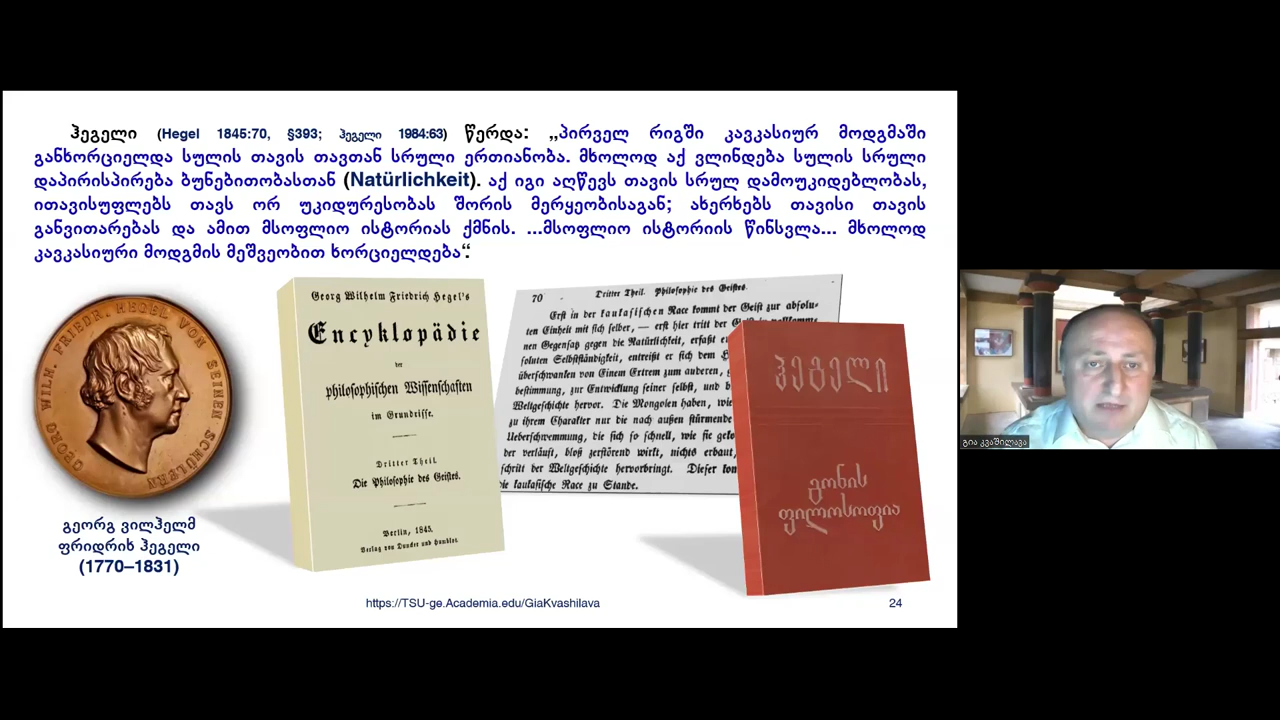 ჰეგელი (Hegel 1845:70, §393; ჰეგელი 1984:63) წერდა: „პირველ რიგში კავკასიურ მოდგმაში
განხორციელდა სულის თავის თავთან სრული ერთიანობა. მხოლოდ აქ ვლინდება სულის სრული
დაპირისპირება ბუნებითობასთან (Natürlichkeit). აქ იგი აღწევს თავის სრულ დამოუკიდებლობას,
ითავისუფლებს თავს ორ უკიდურესობას შორის მერყეობისაგან; ახერხებს თავისი თავის
განვითარებას და ამით მსოფლიო ისტორიას ქმნის. ...მსოფლიო ისტორიის წინსვლა... მხოლოდ
კავკასიური მოდგმის მეშვეობით ხორციელდება“.
GEORG WILH. FRIEDR. HEGEL VON SEINEN SCHÜLERN
გეორგ ვილჰელმ
ფრიდრიხ ჰეგელი
(1770–1831)
Georg Wilhelm Friedrich Hegel's
Encyklopädie
der
philosophischen Wissenschaften
im Grundrisse.
Dritter Theil.
Die Philosophie des Geistes.
Berlin, 1845.
Verlag von Duncker und Humblot.
70 Dritter Theil. Philosophie des Geistes.
Erst in der kaukasischen Race kommt der Geist zur absolu-
ten Einheit mit sich selber, — erst hier tritt der
nen Gegensatz gegen die Natürlichkeit, erfaßt
soluten Selbstständigkeit, entreißt er sich dem
überschwanken von Einem Extrem zum anderen,
bestimmung, zur Entwicklung seiner selbst, und
Weltgeschichte hervor. Die Mongolen haben, wie
zu ihrem Charakter nur die nach außen stürmende
Ueberschwemmung, die sich so schnell, wie sie
der verläuft, bloß zerstörend wirkt, nichts erbaut,
schritt der Weltgeschichte hervorbringt. Dieser
die kaukasische Race zu Stande.
ჰეგელი
გონის
ფილოსოფია
https://TSU-ge.Academia.edu/GiaKvashilava
24
გია კვაშილავა